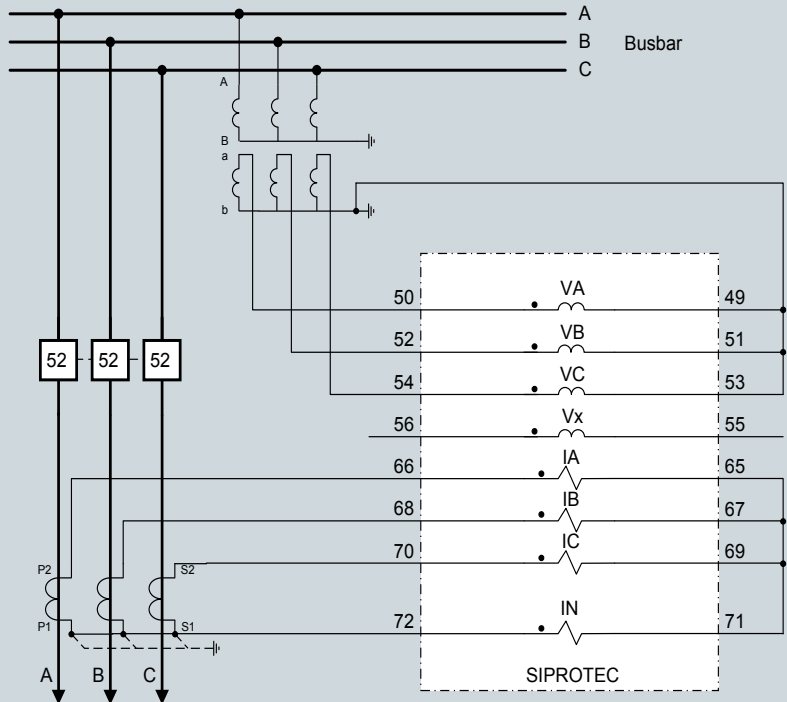 A
B Busbar
C
A
B
a
b
50 VA 49
52 VB 51
52 52 52
54 VC 53
56 Vx 55
66 IA 65
68 IB 67
70 IC 69
P2 S2
P1 S1
72 IN 71
A B C
SIPROTEC